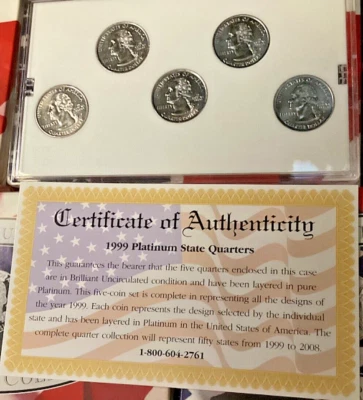 Certificate of Authenticity
1999 Platinum State Quarters
This guarantees the bearer that the five quarters enclosed in this case
are in Brilliant Uncirculated condition and have been layered in pure
Platinum. This five-coin set is complete in representing all the designs of
the year 1999. Each coin represents the design selected by the individual
state and has been layered in Platinum in the United States of America. The
complete quarter collection will represent fifty states from 1999 to 2008.
1-800-604-2761